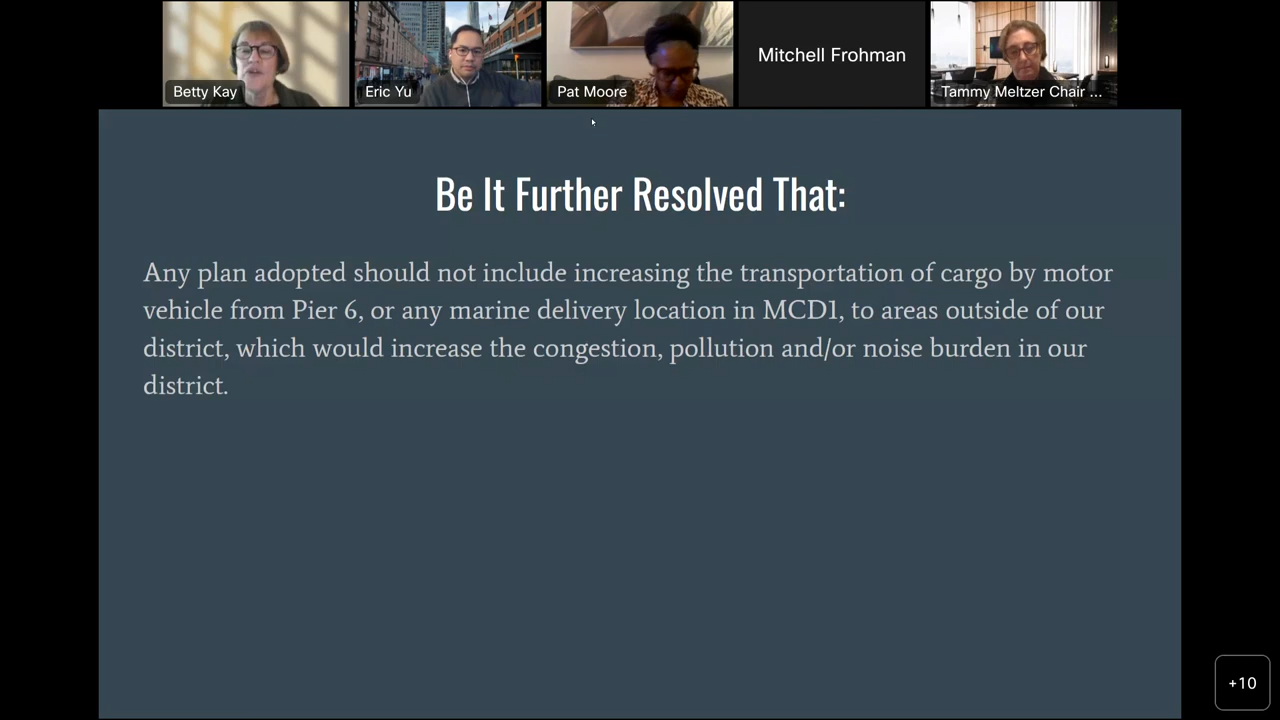 Betty Kay
Eric Yu
Pat Moore
Mitchell Frohman
Tammy Meltzer Chair ...
Be It Further Resolved That:
Any plan adopted should not include increasing the transportation of cargo by motor
vehicle from Pier 6, or any marine delivery location in MCD1, to areas outside of our
district, which would increase the congestion, pollution and/or noise burden in our
district.
+10